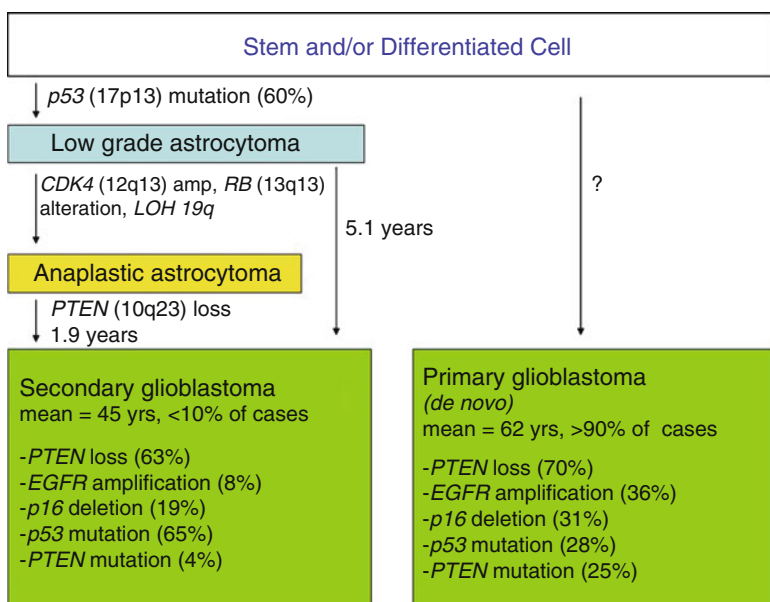 Stem and/or Differentiated Cell
p53 (17p13) mutation (60%)
Low grade astrocytoma
CDK4 (12q13) amp, RB (13q13)
alteration, LOH 19q
5.1 years
?
Anaplastic astrocytoma
PTEN (10q23) loss
1.9 years
Secondary glioblastoma
mean = 45 yrs, <10% of cases
-PTEN loss (63%)
-EGFR amplification (8%)
-p16 deletion (19%)
-p53 mutation (65%)
-PTEN mutation (4%)
Primary glioblastoma
(de novo)
mean = 62 yrs, >90% of cases
-PTEN loss (70%)
-EGFR amplification (36%)
-p16 deletion (31%)
-p53 mutation (28%)
-PTEN mutation (25%)